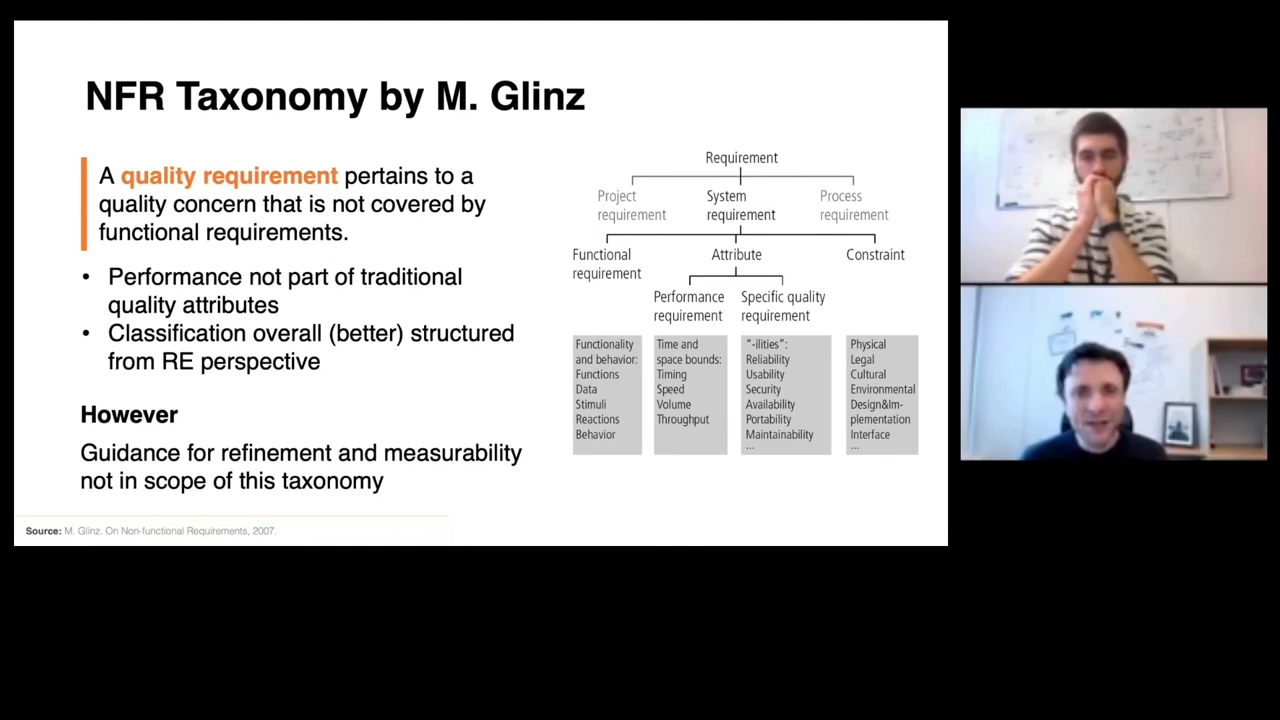 NFR Taxonomy by M. Glinz
A quality requirement pertains to a
quality concern that is not covered by
functional requirements.
• Performance not part of traditional
quality attributes
• Classification overall (better) structured
from RE perspective
However
Guidance for refinement and measurability
not in scope of this taxonomy
Source: M. Glinz. On Non-functional Requirements, 2007.
Requirement
Project
requirement
System
requirement
Process
requirement
Functional
requirement
Attribute
Constraint
Performance
requirement
Specific quality
requirement
Functionality
and behavior:
Functions
Data
Stimuli
Reactions
Behavior
Time and
space bounds:
Timing
Speed
Volume
Throughput
"-ilities":
Reliability
Usability
Security
Availability
Portability
Maintainability
...
Physical
Legal
Cultural
Environmental
Design&Im-
plementation
Interface
...